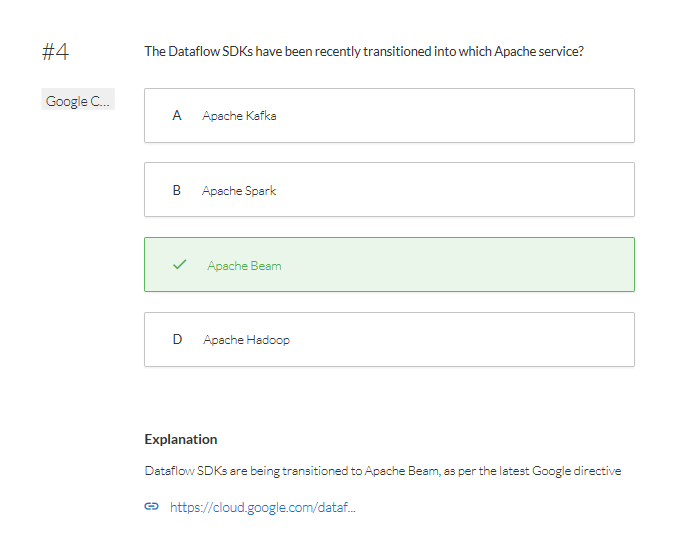 #4
The Dataflow SDKs have been recently transitioned into which Apache service?
Google C...
A Apache Kafka
B Apache Spark
Apache Beam
D Apache Hadoop
Explanation
Dataflow SDKs are being transitioned to Apache Beam, as per the latest Google directive
https://cloud.google.com/dataf...